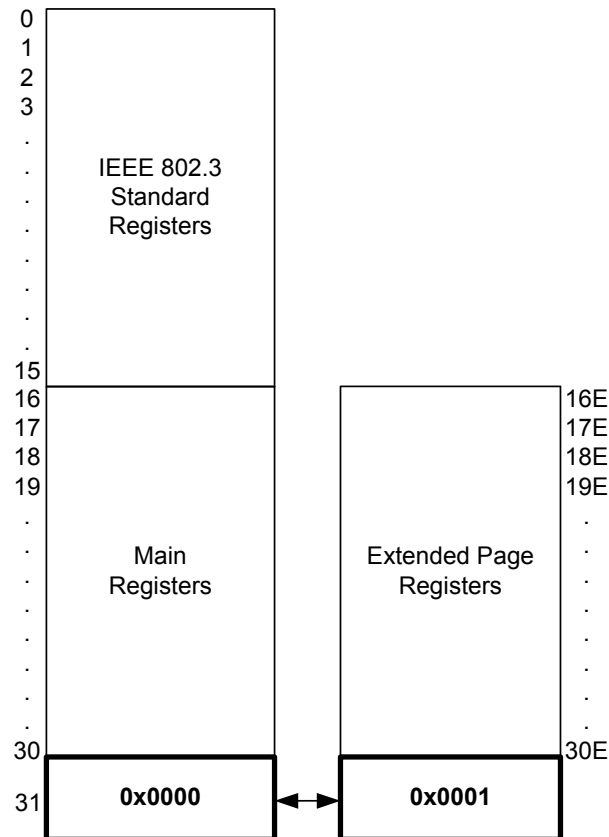 0
1
2
3
.
.
.
.
.
.
.
.
15
16
17
18
19
.
.
.
.
.
.
.
.
30
31
IEEE 802.3
Standard
Registers
Main
Registers
0x0000
Extended Page
Registers
0x0001
16E
17E
18E
19E
.
.
.
.
.
.
.
.
30E